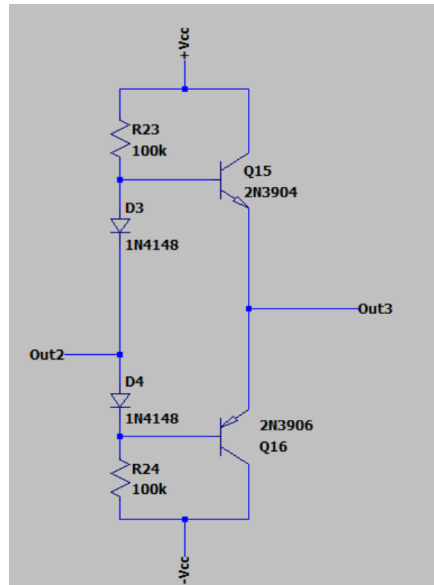 +Vcc
R23
100k
Q15
2N3904
D3
1N4148
Out3
Out2
D4
1N4148
2N3906
Q16
R24
100k
-Vcc